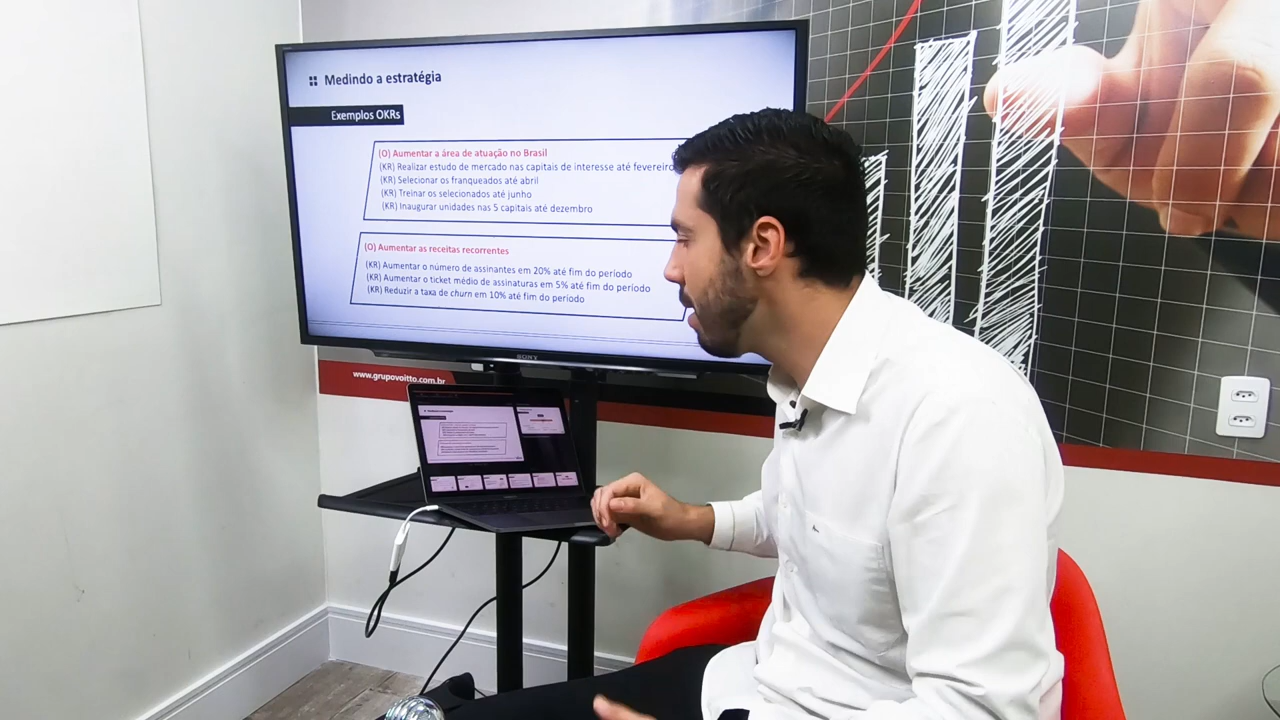 Medindo a estratégia
Exemplos OKRs
(O) Aumentar a área de atuação no Brasil
(KR) Realizar estudo de mercado nas capitais de interesse até fevereiro
(KR) Selecionar os franqueados até abril
(KR) Treinar os selecionados até junho
(KR) Inaugurar unidades nas 5 capitais até dezembro
(O) Aumentar as receitas recorrentes
(KR) Aumentar o número de assinantes em 20% até fim do período
(KR) Aumentar o ticket médio de assinaturas em 5% até fim do período
(KR) Reduzir a taxa de churn em 10% até fim do período
SONY
www.grupovoitto.com.br